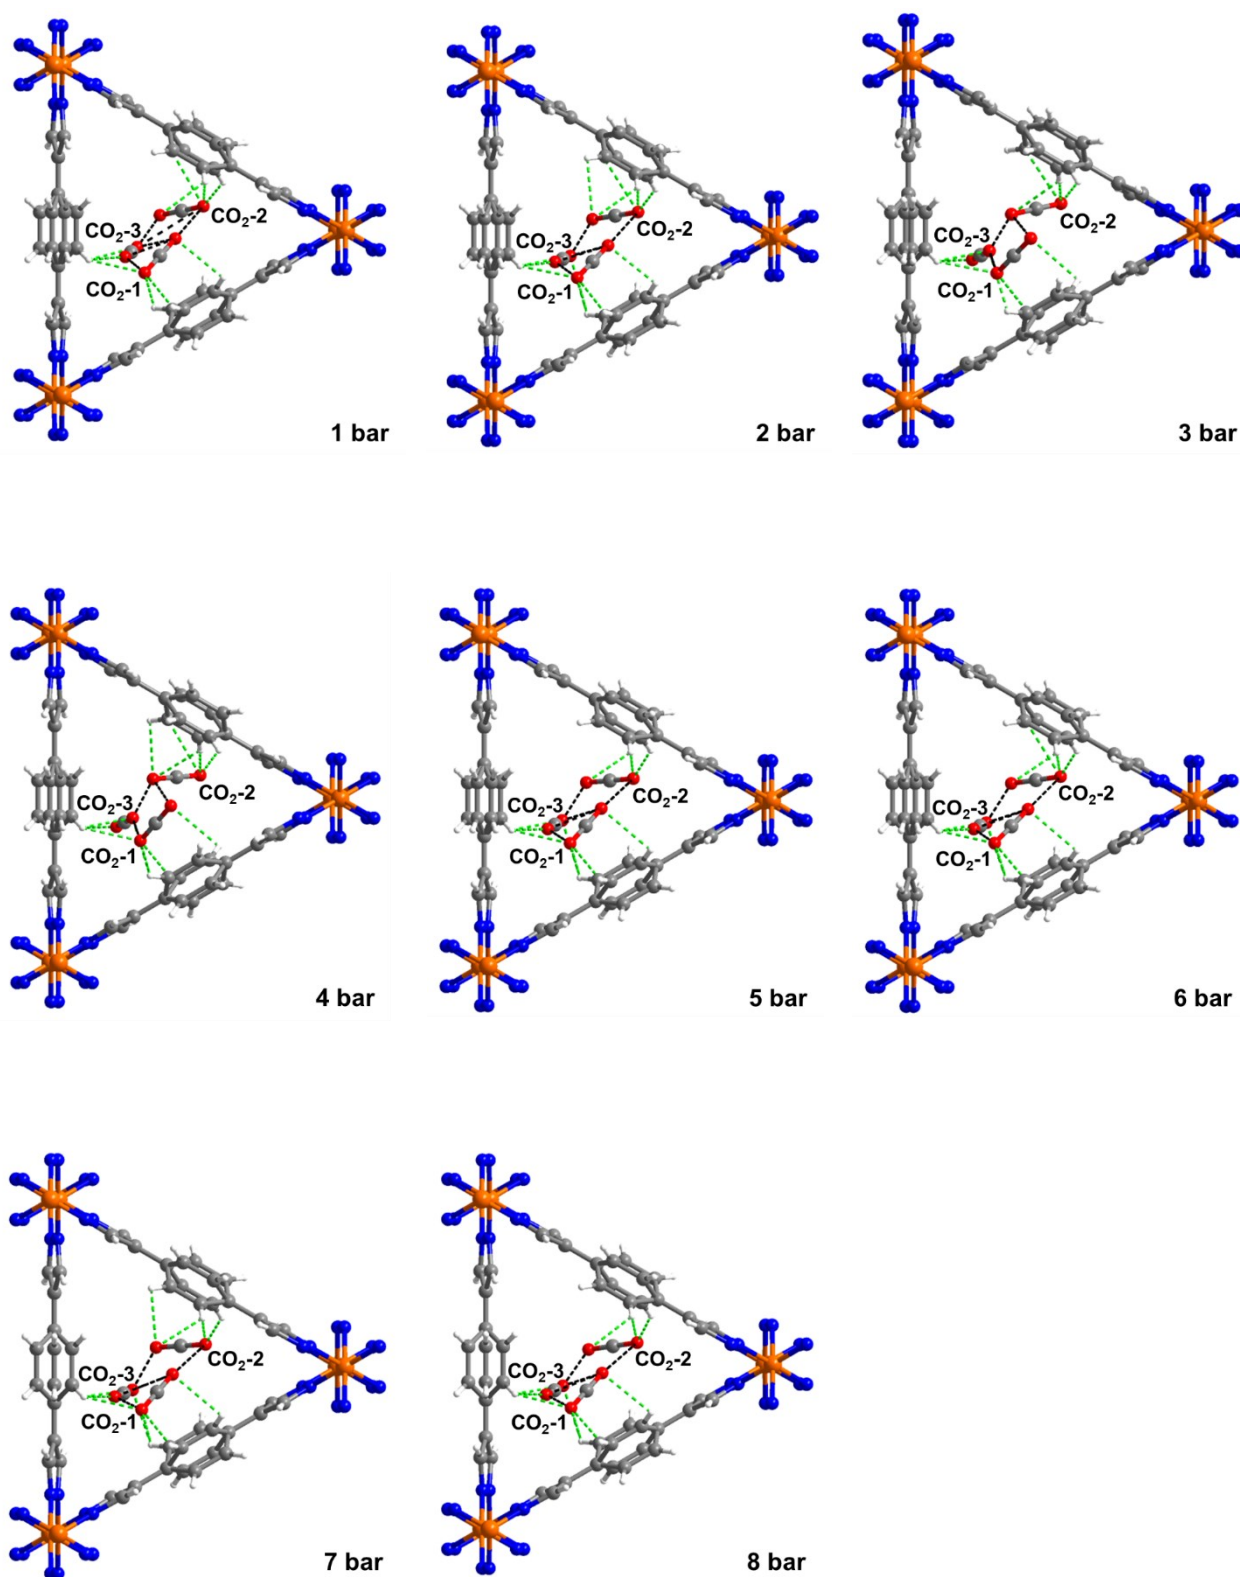 CO₂-3
CO₂-2
CO₂-1
1 bar
CO₂-3
CO₂-2
CO₂-1
2 bar
CO₂-3
CO₂-2
CO₂-1
3 bar
CO₂-3
CO₂-2
CO₂-1
4 bar
CO₂-3
CO₂-2
CO₂-1
5 bar
CO₂-3
CO₂-2
CO₂-1
6 bar
CO₂-3
CO₂-2
CO₂-1
7 bar
CO₂-3
CO₂-2
CO₂-1
8 bar